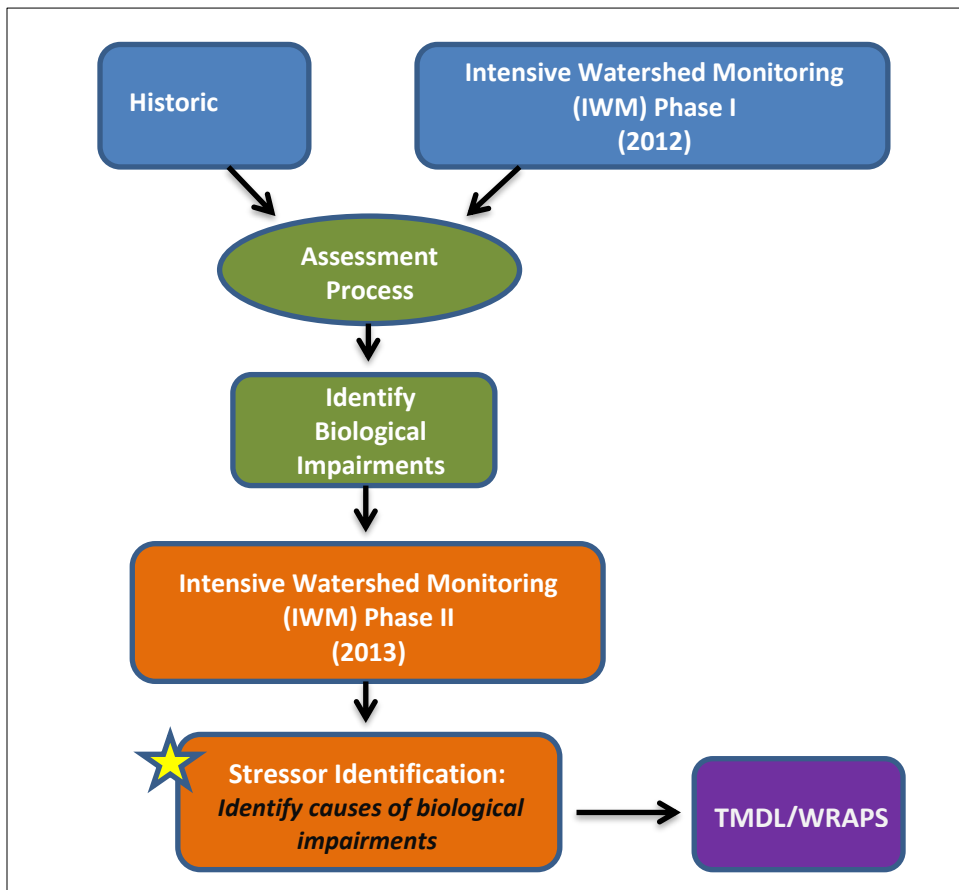 Historic
Intensive Watershed Monitoring
(IWM) Phase I
(2012)
Assessment
Process
Identify
Biological
Impairments
Intensive Watershed Monitoring
(IWM) Phase II
(2013)
Stressor Identification:
Identify causes of biological
impairments
TMDL/WRAPS